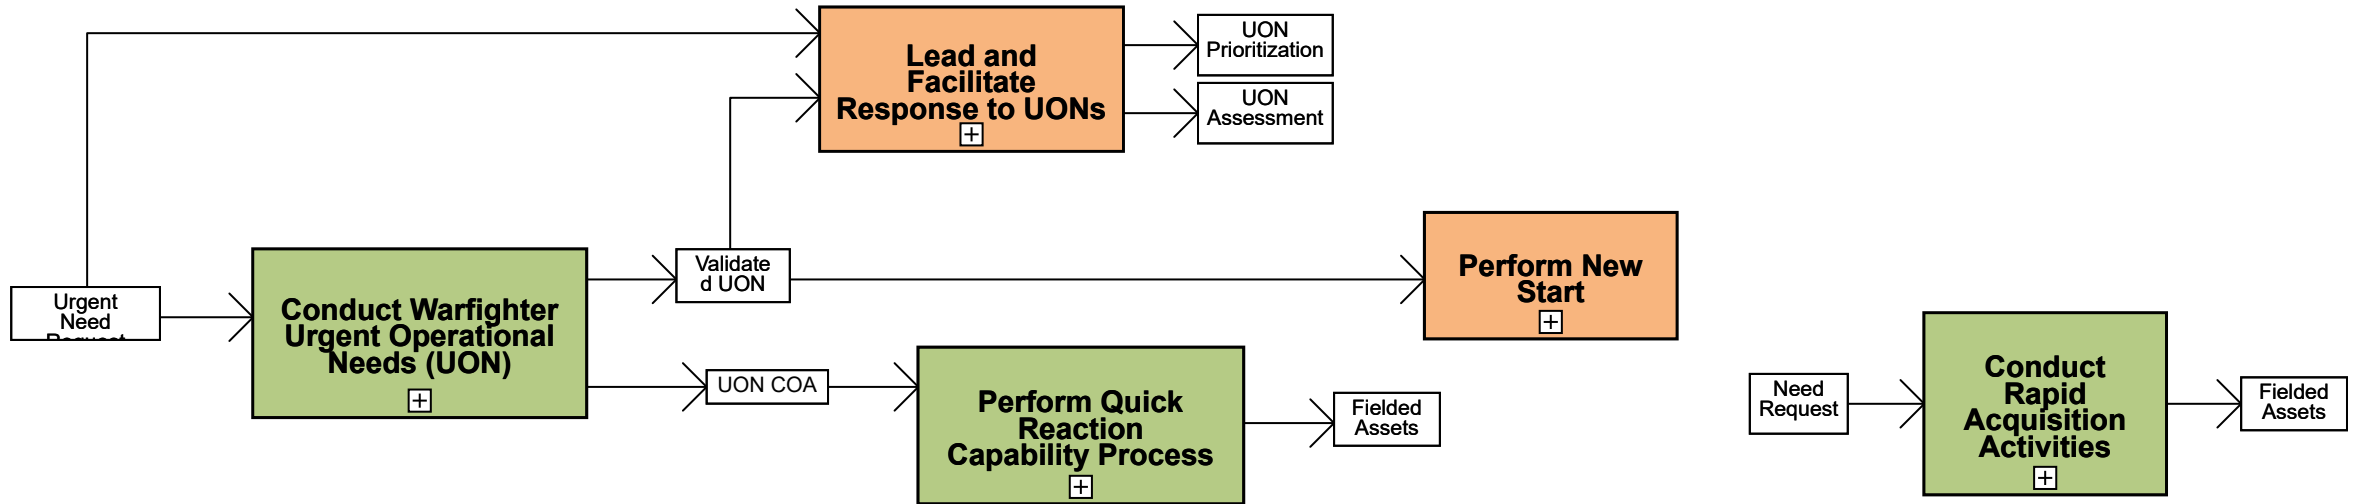 Lead and
Facilitate
Response to UONs
UON
Prioritization
UON
Assessment
Urgent
Need
Request
Conduct Warfighter
Urgent Operational
Needs (UON)
Validate
d UON
UON COA
Perform Quick
Reaction
Capability Process
Fielded
Assets
Perform New
Start
Need
Request
Conduct
Rapid
Acquisition
Activities
Fielded
Assets